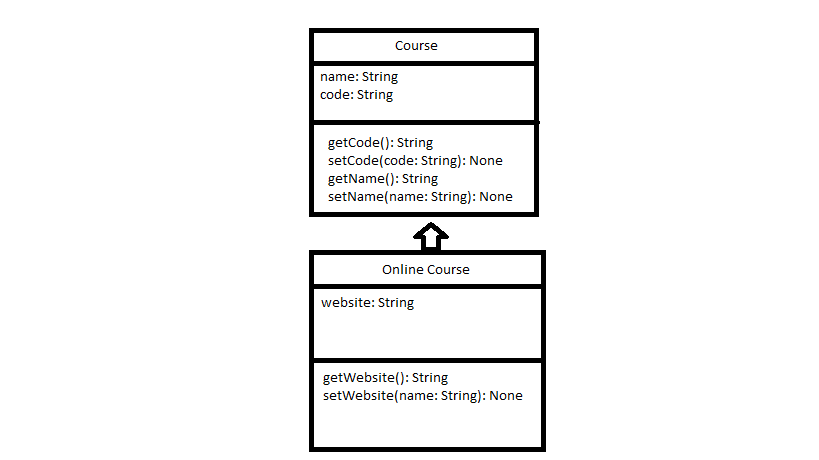 Course
name: String
code: String
getCode(): String
setCode(code: String): None
getName(): String
setName(name: String): None
Online Course
website: String
getWebsite(): String
setWebsite(name: String): None